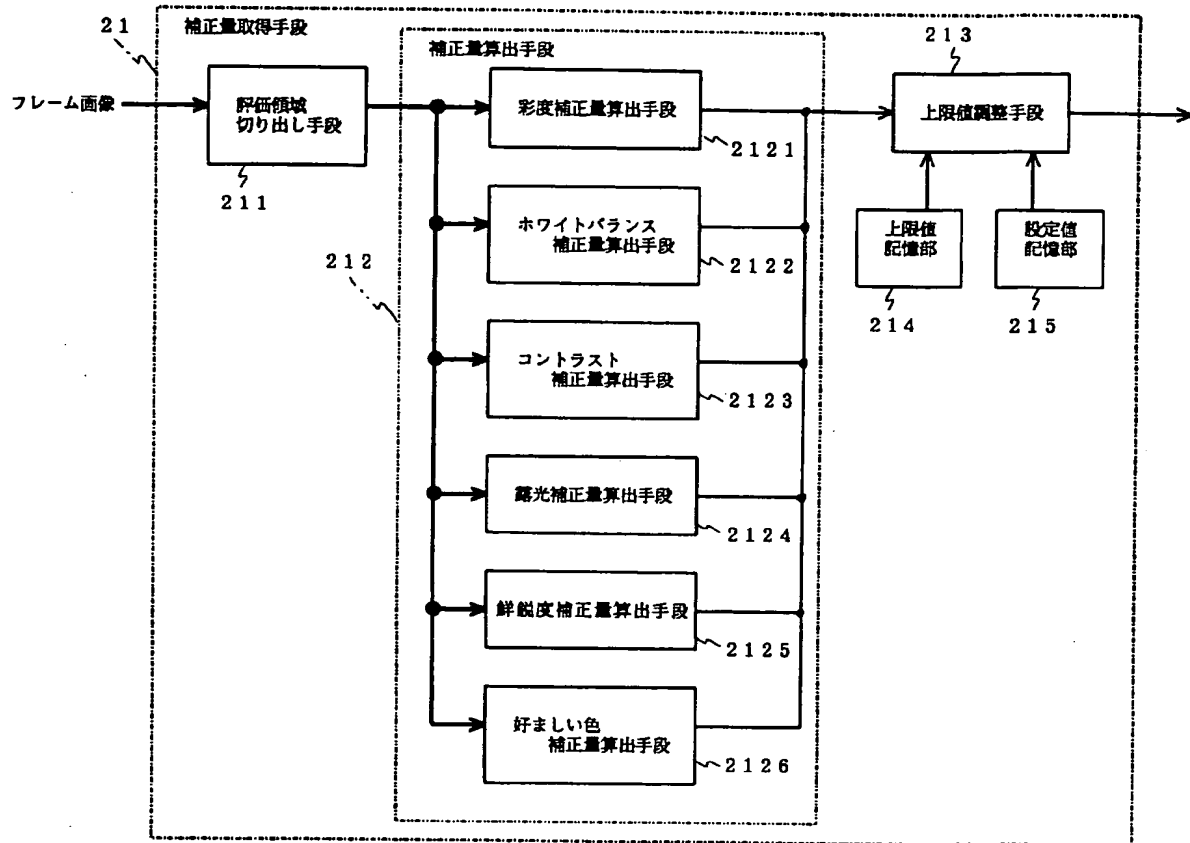 21
補正量取得手段
フレーム画像
評価領域
切り出し手段
211
212
補正量算出手段
彩度補正量算出手段
2121
ホワイトバランス
補正量算出手段
2122
コントラスト
補正量算出手段
2123
露光補正量算出手段
2124
鮮鋭度補正量算出手段
2125
好ましい色
補正量算出手段
2126
213
上限値調整手段
上限値
記憶部
214
設定値
記憶部
215